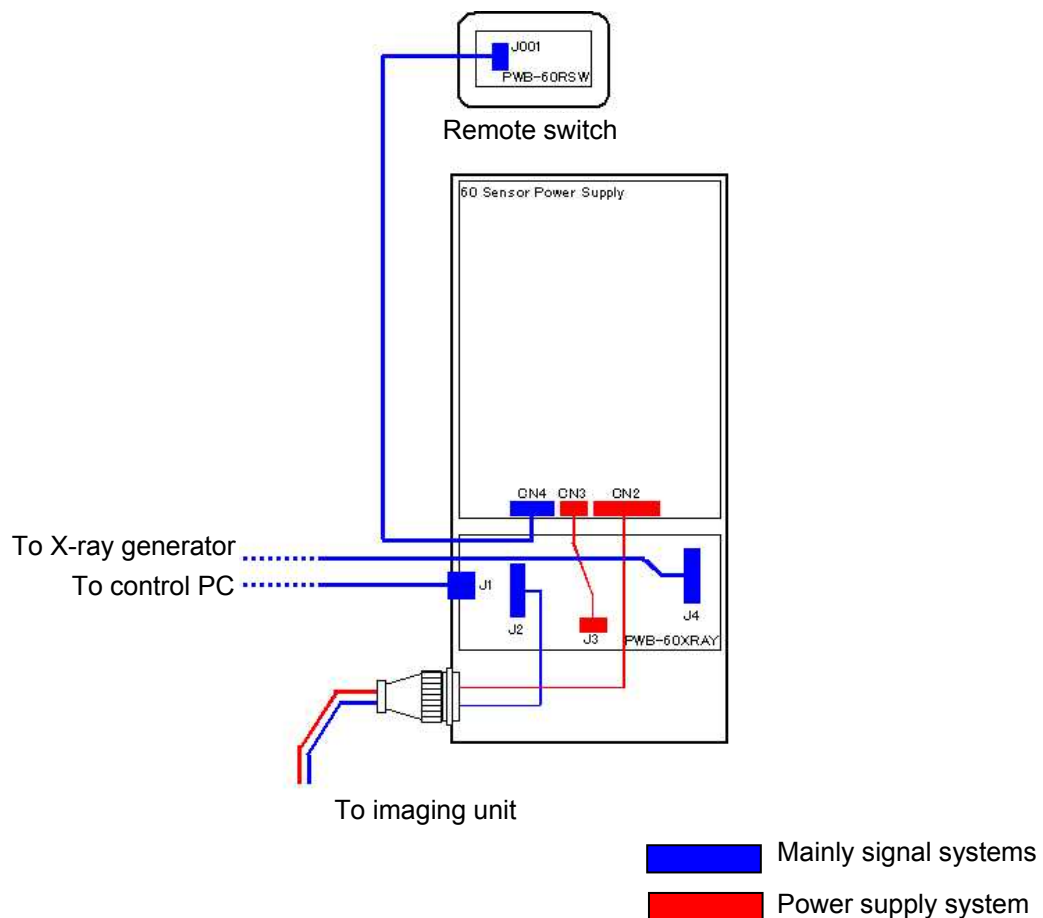 J001
PWB-60RSW
Remote switch
60 Sensor Power Supply
CN4 CN3 CN2
To X-ray generator
To control PC
J1
J2
J3
J4
PWB-60XRAY
To imaging unit
Mainly signal systems
Power supply system